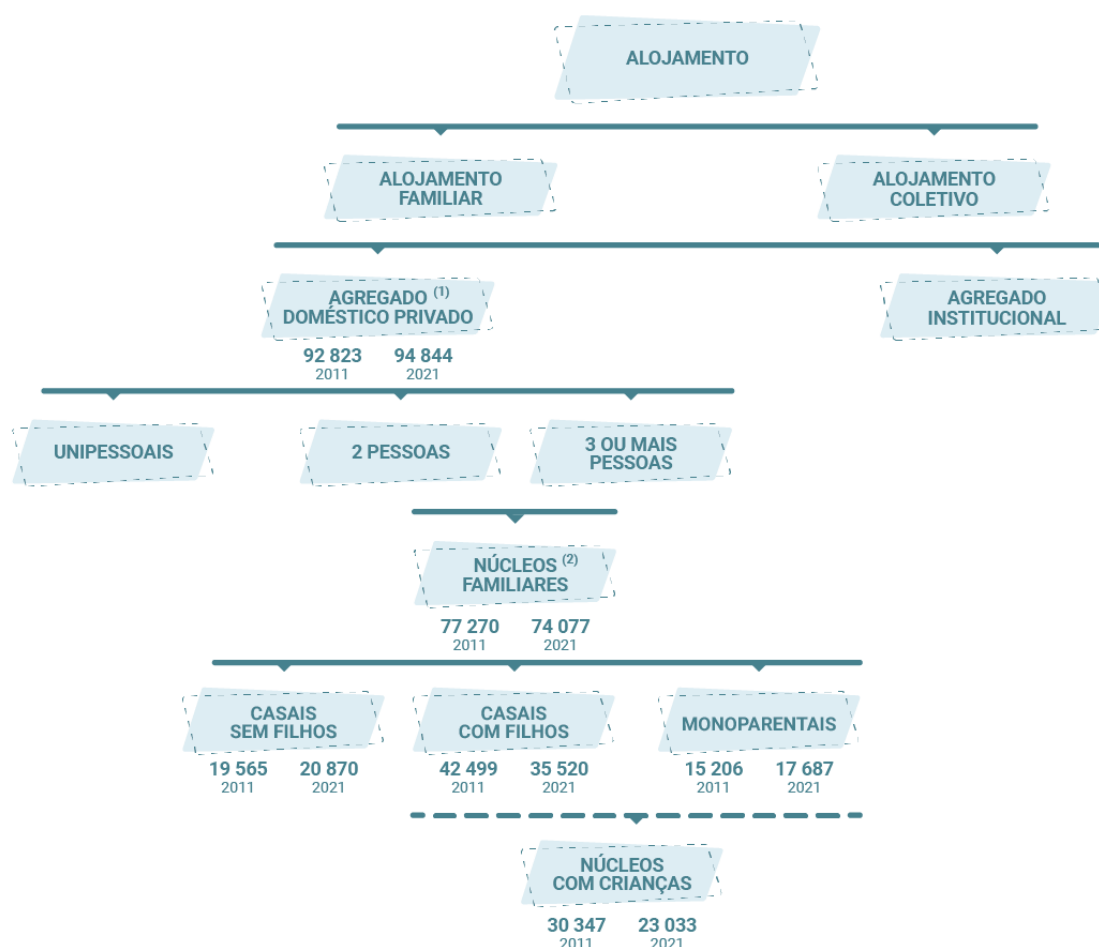 ALOJAMENTO
ALOJAMENTO
FAMILIAR
ALOJAMENTO
COLETIVO
AGREGADO (1)
DOMÉSTICO PRIVADO
AGREGADO
INSTITUCIONAL
92 823 94 844
2011 2021
UNIPESSOAIS
2 PESSOAS
3 OU MAIS
PESSOAS
NÚCLEOS (2)
FAMILIARES
77 270 74 077
2011 2021
CASAIS
SEM FILHOS
CASAIS
COM FILHOS
MONOPARENTAIS
19 565 20 870
2011 2021
42 499 35 520
2011 2021
15 206 17 687
2011 2021
NÚCLEOS
COM CRIANÇAS
30 347 23 033
2011 2021